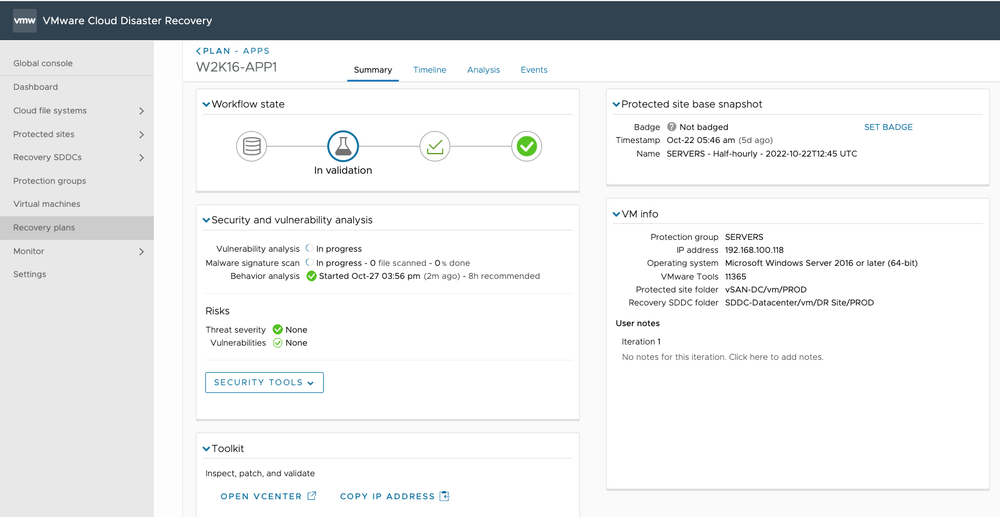 vmw VMware Cloud Disaster Recovery
Global console
Dashboard
Cloud file systems
Protected sites
Recovery SDDCs
Protection groups
Virtual machines
Recovery plans
Monitor
Settings
PLAN - APPS
W2K16-APP1
Summary Timeline Analysis Events
Workflow state
In validation
Security and vulnerability analysis
Vulnerability analysis In progress
Malware signature scan In progress - 0 file scanned - 0 % done
Behavior analysis Started Oct-27 03:56 pm (2m ago) - 8h recommended
Risks
Threat severity None
Vulnerabilities None
SECURITY TOOLS
Toolkit
Inspect, patch, and validate
OPEN VCENTER COPY IP ADDRESS
Protected site base snapshot
Badge ? Not badged SET BADGE
Timestamp Oct-22 05:46 am (5d ago)
Name SERVERS - Half-hourly - 2022-10-22T12:45 UTC
VM info
Protection group SERVERS
IP address 192.168.100.118
Operating system Microsoft Windows Server 2016 or later (64-bit)
VMware Tools 11365
Protected site folder vSAN-DC/vm/PROD
Recovery SDDC folder SDDC-Datacenter/vm/DR Site/PROD
User notes
Iteration 1
No notes for this iteration. Click here to add notes.